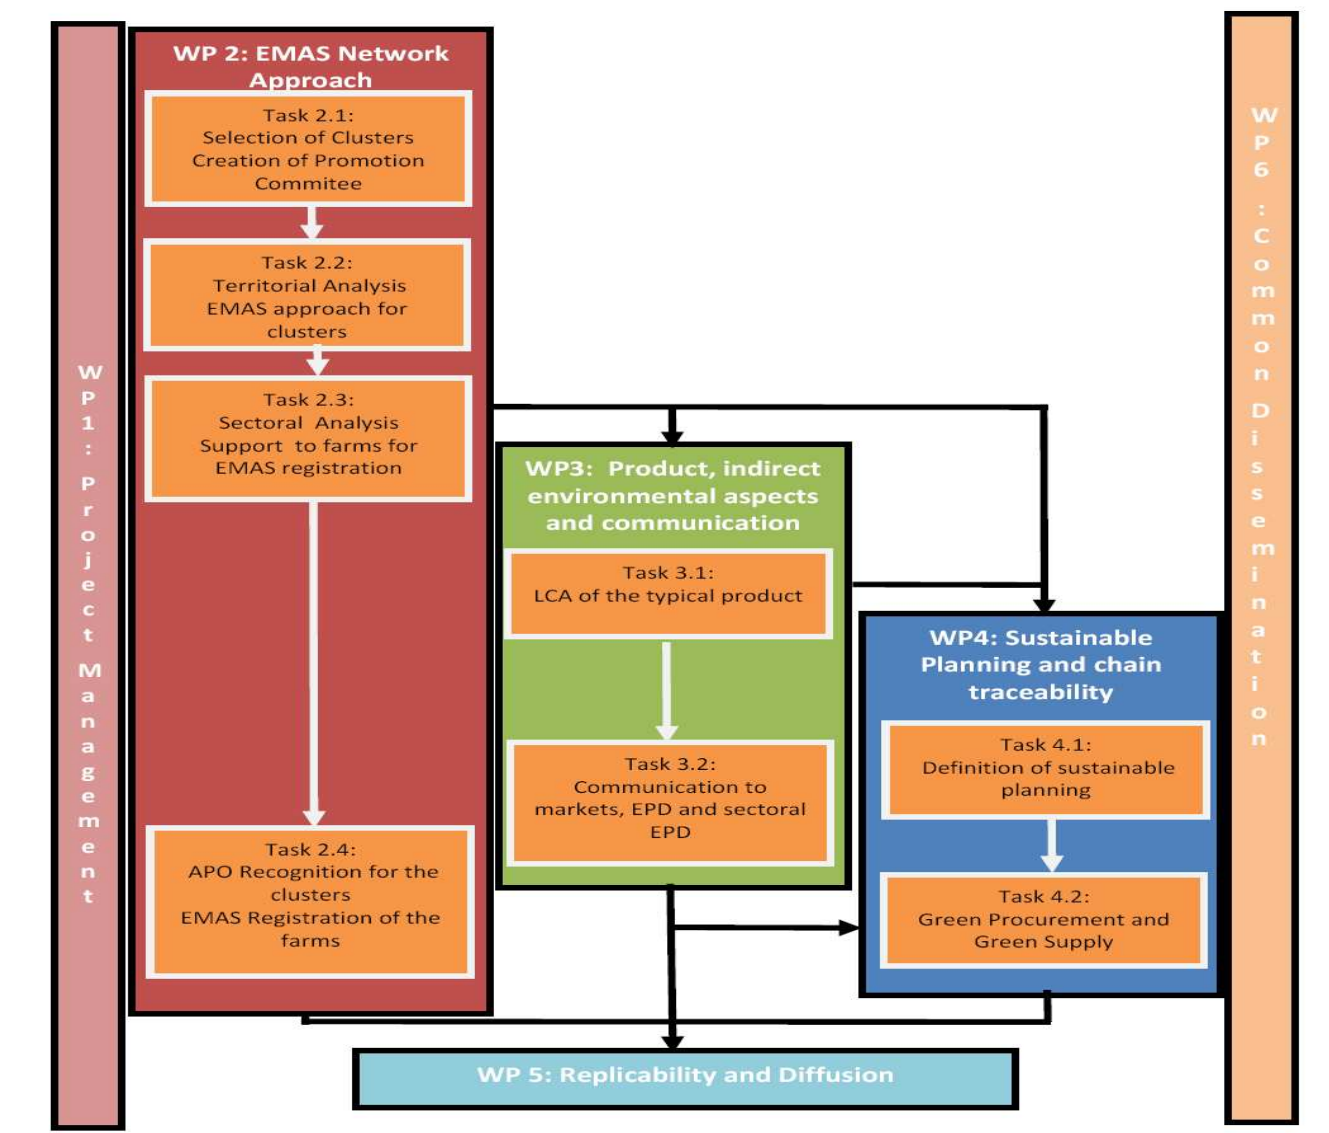 WP1: Project Management
WP 2: EMAS Network
Approach
Task 2.1:
Selection of Clusters
Creation of Promotion
Commitee
Task 2.2:
Territorial Analysis
EMAS approach for
clusters
Task 2.3:
Sectoral Analysis
Support to farms for
EMAS registration
Task 2.4:
APO Recognition for the
clusters
EMAS Registration of the
farms
WP3: Product, indirect
environmental aspects
and communication
Task 3.1:
LCA of the typical product
Task 3.2:
Communication to
markets, EPD and sectoral
EPD
WP4: Sustainable
Planning and chain
traceability
Task 4.1:
Definition of sustainable
planning
Task 4.2:
Green Procurement and
Green Supply
WP 5: Replicability and Diffusion
WP6 :Common Dissemination